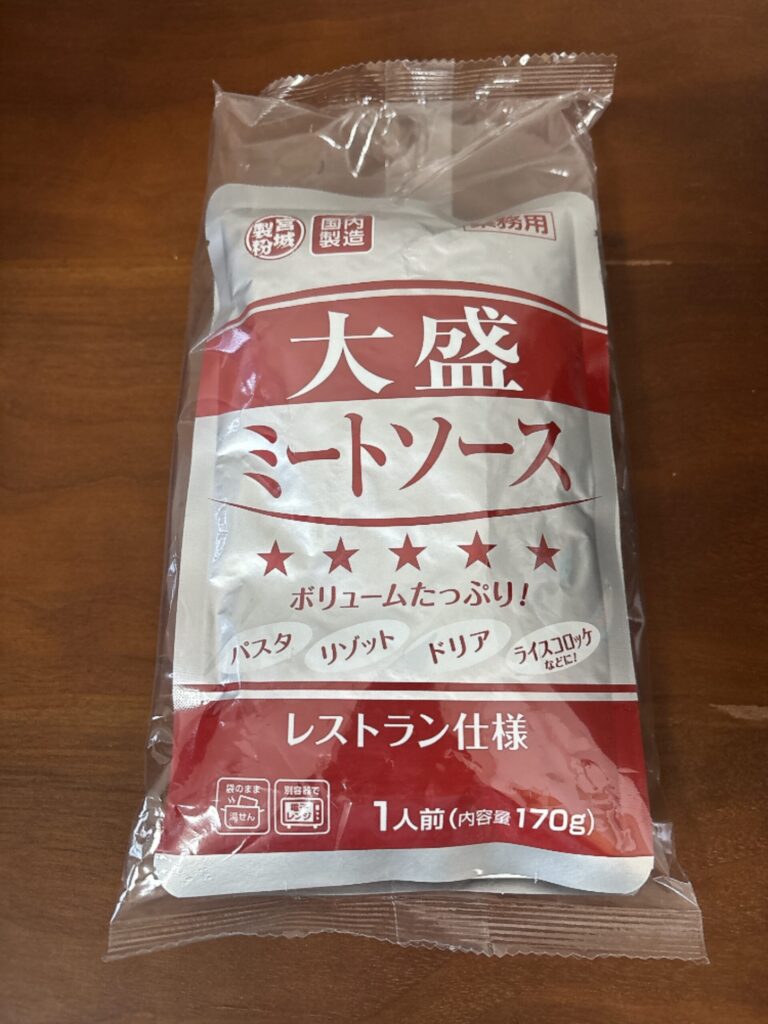 宮城製粉
国内製造
業務用
大盛
ミートソース
★★★★★
ボリュームたっぷり!
パスタ
リゾット
ドリア
ライスコロッケ
などに!
レストラン仕様
袋のまま
湯せん
別容器で
電子
レンジ
1人前(内容量170g)